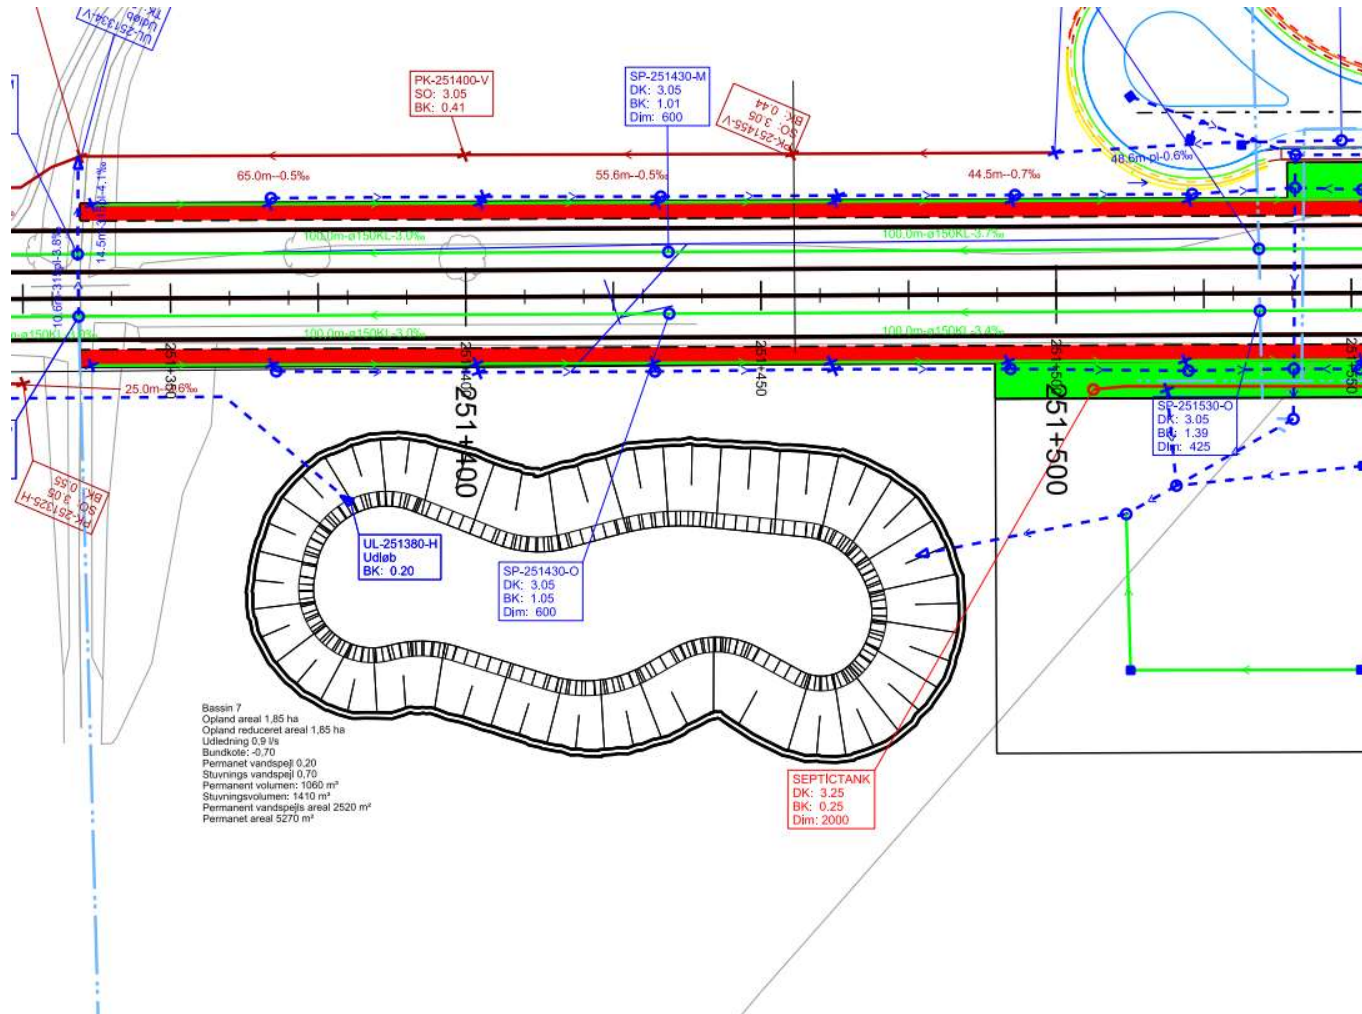 UL-251334-V
Udløb
PK-251400-V
SO: 3.05
BK: 0.41
SP-251430-M
DK: 3.05
BK: 1.01
Dim: 600
PK-251455-V
SO: 3.05
BK: 0.44
48.6m-pl-0.6‰
65.0m--0.5‰
55.6m--0.5‰
44.5m--0.7‰
100.0m-ø150KL-3.0‰
100.0m-ø150KL-3.7‰
100.0m-ø150KL-3.0‰
100.0m-ø150KL-3.4‰
251+350
251+400
251+450
251+500
251+400
251+500
25.0m--0.6‰
PK-251325-H
SO: 3.05
BK: 0.55
SP-251530-O
DK: 3.05
BK: 1.39
Dim: 425
UL-251380-H
Udløb
BK: 0.20
SP-251430-O
DK: 3.05
BK: 1.05
Dim: 600
Bassin 7
Opland areal 1,85 ha
Opland reduceret areal 1,85 ha
Udledning 0,9 l/s
Bundkote: -0,70
Permanet vandspejl 0,20
Stuvnings vandspejl 0,70
Permanent volumen: 1060 m³
Stuvningsvolumen: 1410 m³
Permanent vandspejls areal 2520 m²
Permanet areal 5270 m²
SEPTICTANK
DK: 3.25
BK: 0.25
Dim: 2000